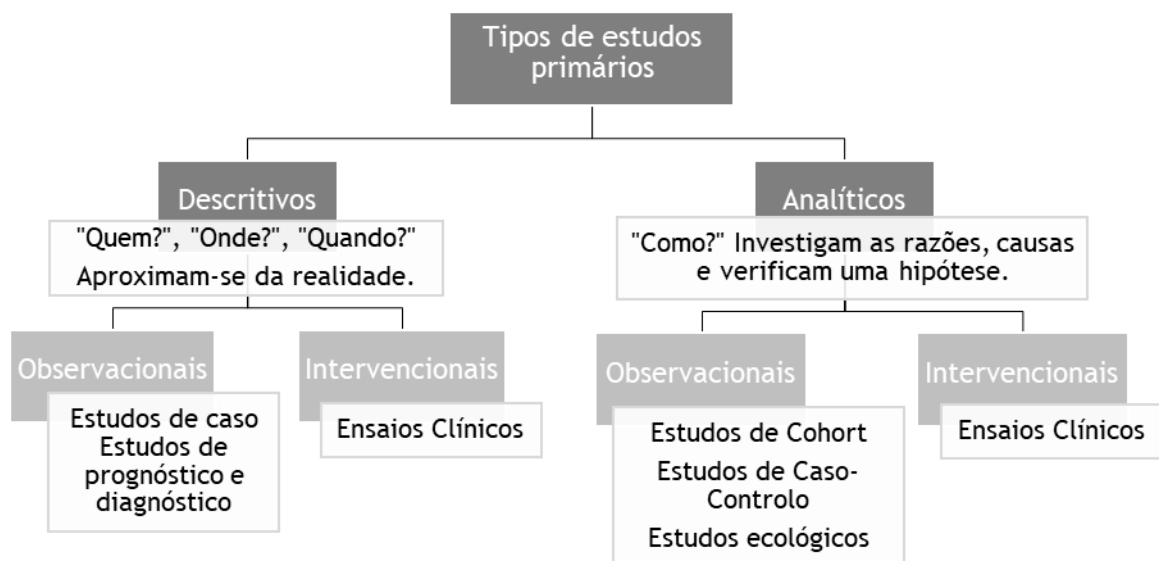 Tipos de estudos
primários
Descritivos
"Quem?", "Onde?", "Quando?"
Aproximam-se da realidade.
Observacionais
Estudos de caso
Estudos de
prognóstico e
diagnóstico
Intervencionais
Ensaios Clínicos
Analíticos
"Como?" Investigam as razões, causas
e verificam uma hipótese.
Observacionais
Estudos de Cohort
Estudos de Caso-
Controlo
Estudos ecológicos
Intervencionais
Ensaios Clínicos